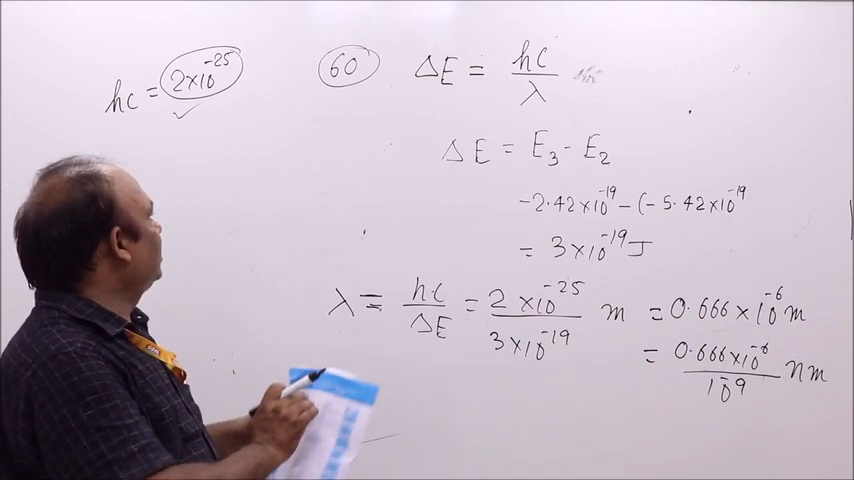 hc = 2×10⁻²⁵
60
ΔE = hc/λ
ΔE = E₃ - E₂
-2.42×10⁻¹⁹ - (-5.42×10⁻¹⁹
= 3×10⁻¹⁹ J
λ = hc/ΔE = 2×10⁻²⁵/3×10⁻¹⁹ m = 0.666×10⁻⁶ m
= 0.666×10⁻⁶/10⁻⁹ nm